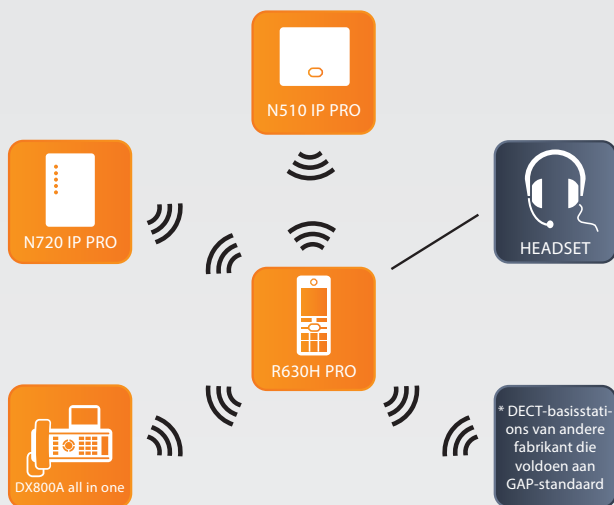 N510 IP PRO
N720 IP PRO
HEADSET
R630H PRO
DX800A all in one
* DECT-basisstati-
ons van andere
fabrikant die
voldoen aan
GAP-standaard